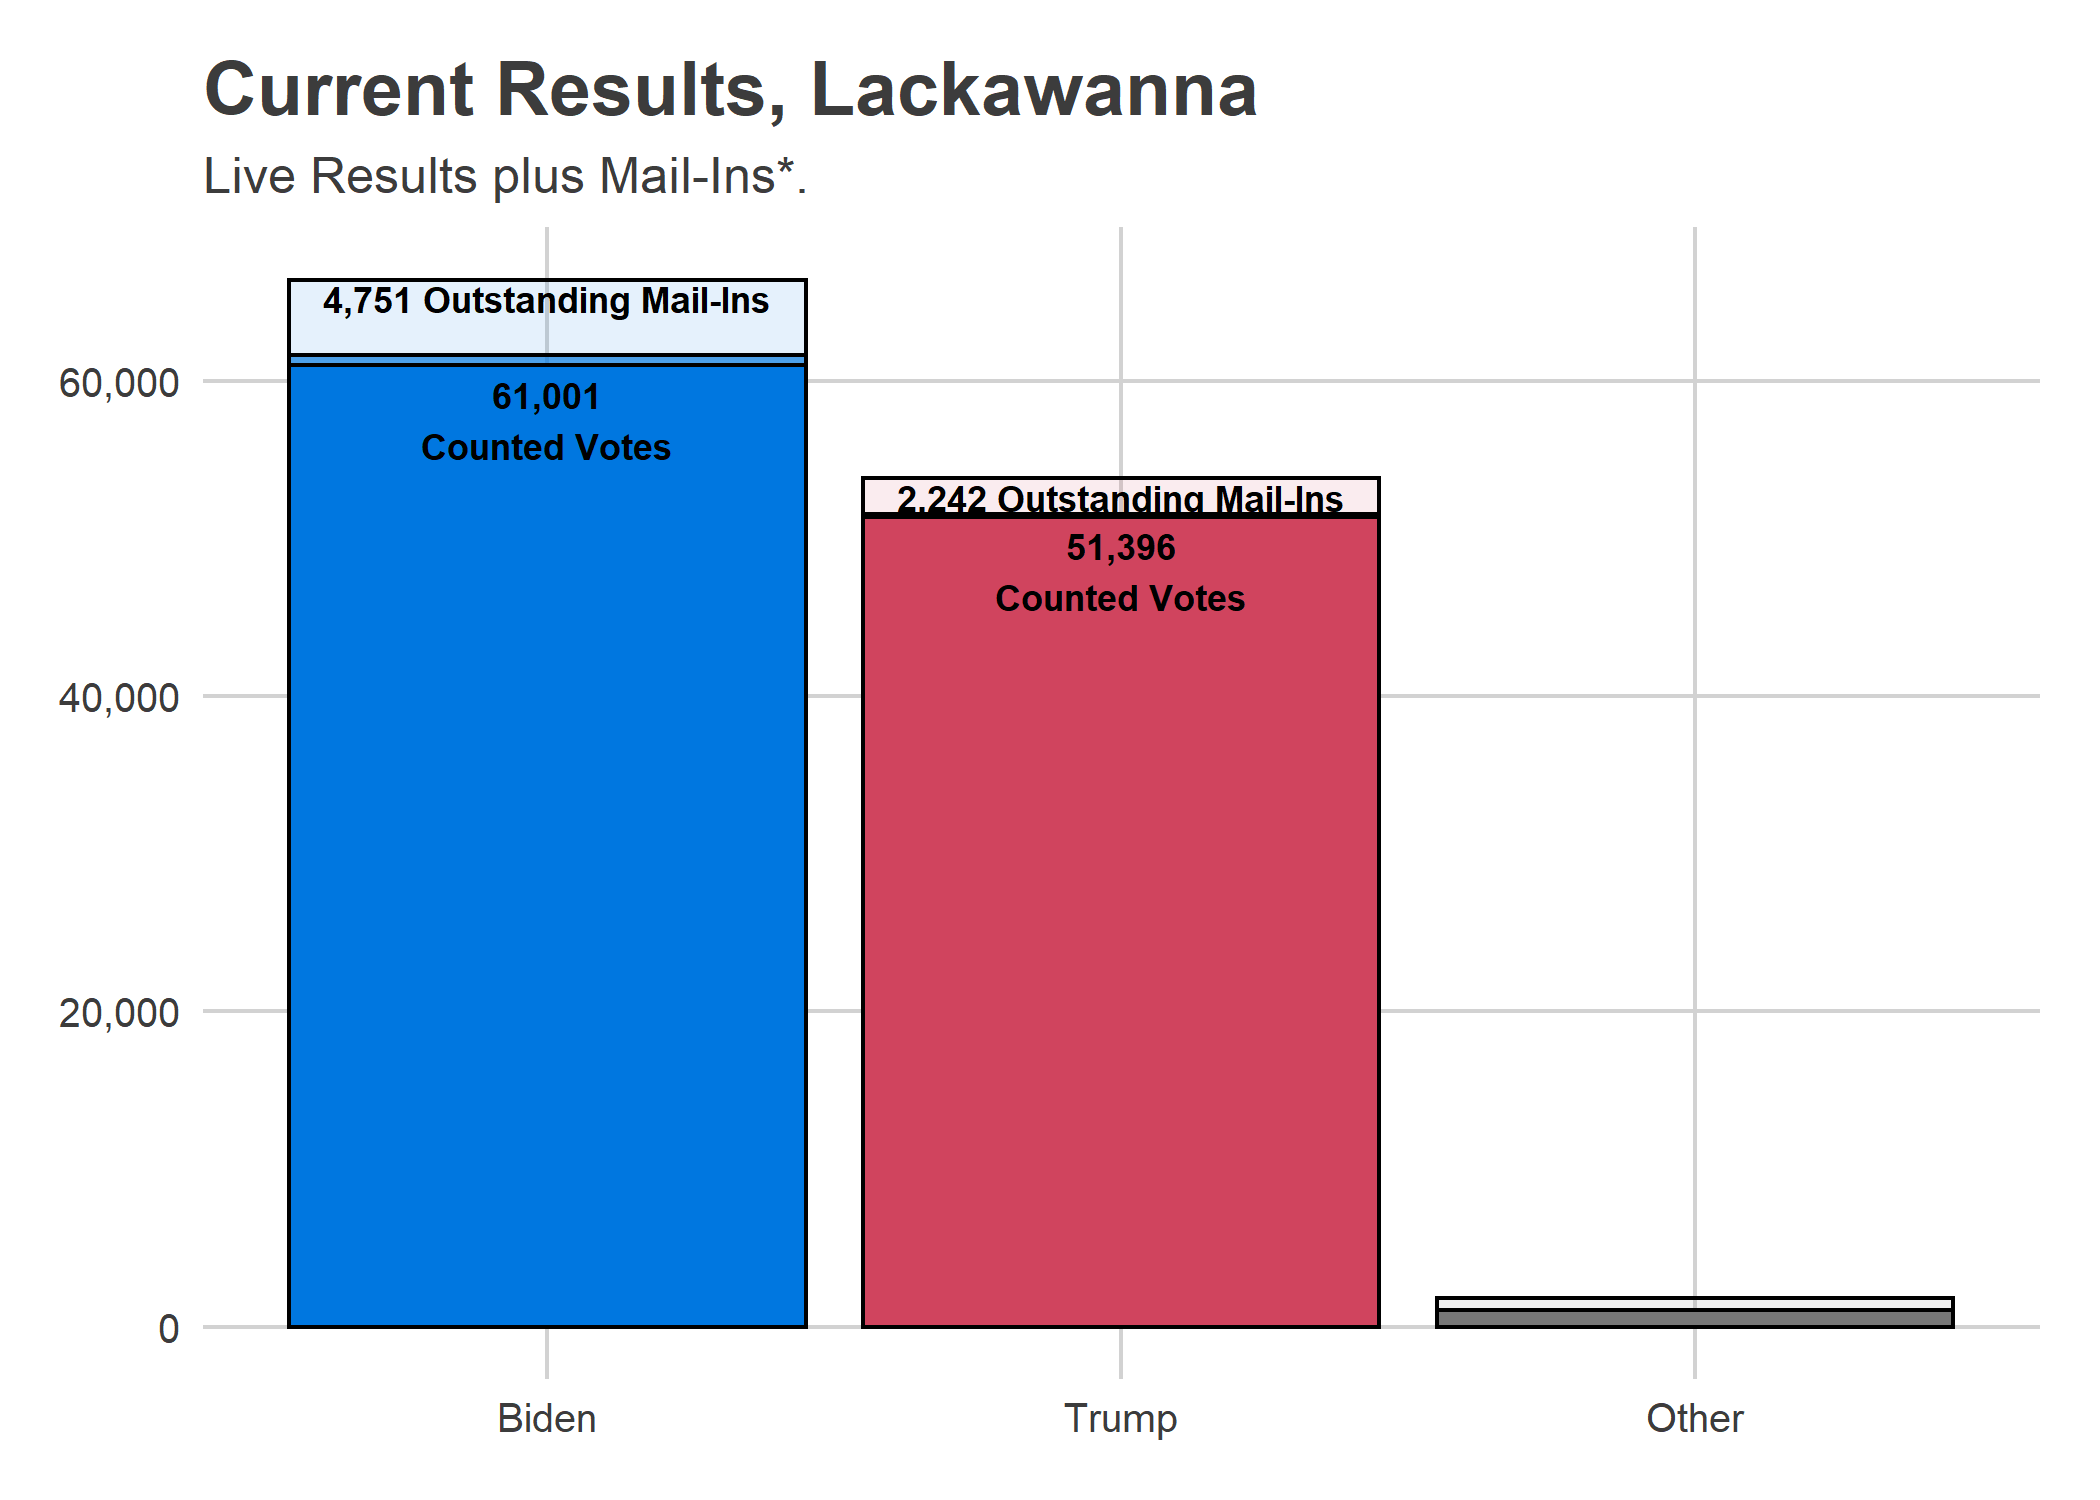 Current Results, Lackawanna
Live Results plus Mail-Ins*.
4,751 Outstanding Mail-Ins
60,000
61,001
Counted Votes
2,242 Outstanding Mail-Ins
51,396
Counted Votes
40,000
20,000
0
Biden
Trump
Other